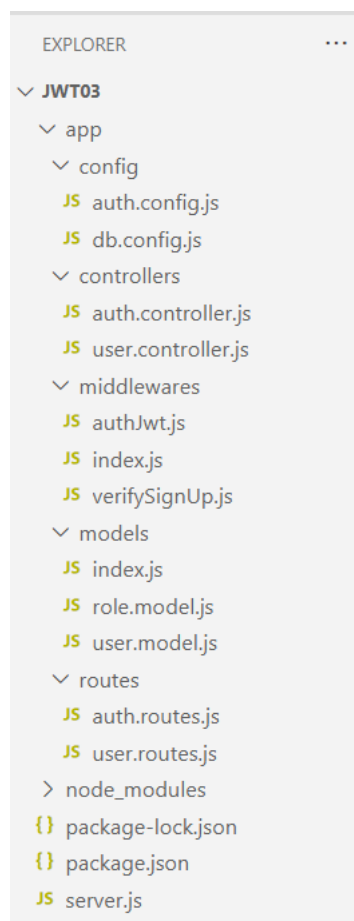 EXPLORER ...
JWT03
app
config
JS auth.config.js
JS db.config.js
controllers
JS auth.controller.js
JS user.controller.js
middlewares
JS authJwt.js
JS index.js
JS verifySignUp.js
models
JS index.js
JS role.model.js
JS user.model.js
routes
JS auth.routes.js
JS user.routes.js
node_modules
{} package-lock.json
{} package.json
JS server.js